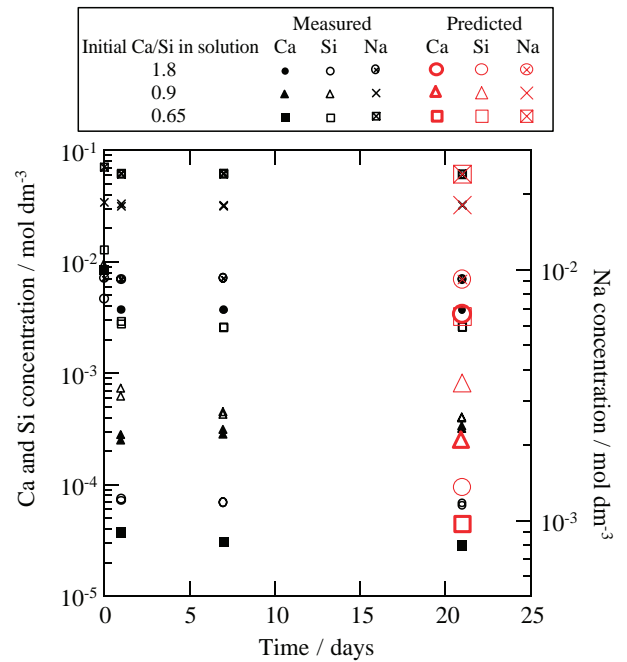 Measured Predicted
Initial Ca/Si in solution Ca Si Na Ca Si Na
1.8
0.9
0.65
10⁻¹
10⁻²
10⁻³
10⁻⁴
10⁻⁵
Ca and Si concentration / mol dm⁻³
10⁻²
10⁻³
Na concentration / mol dm⁻³
0 5 10 15 20 25
Time / days